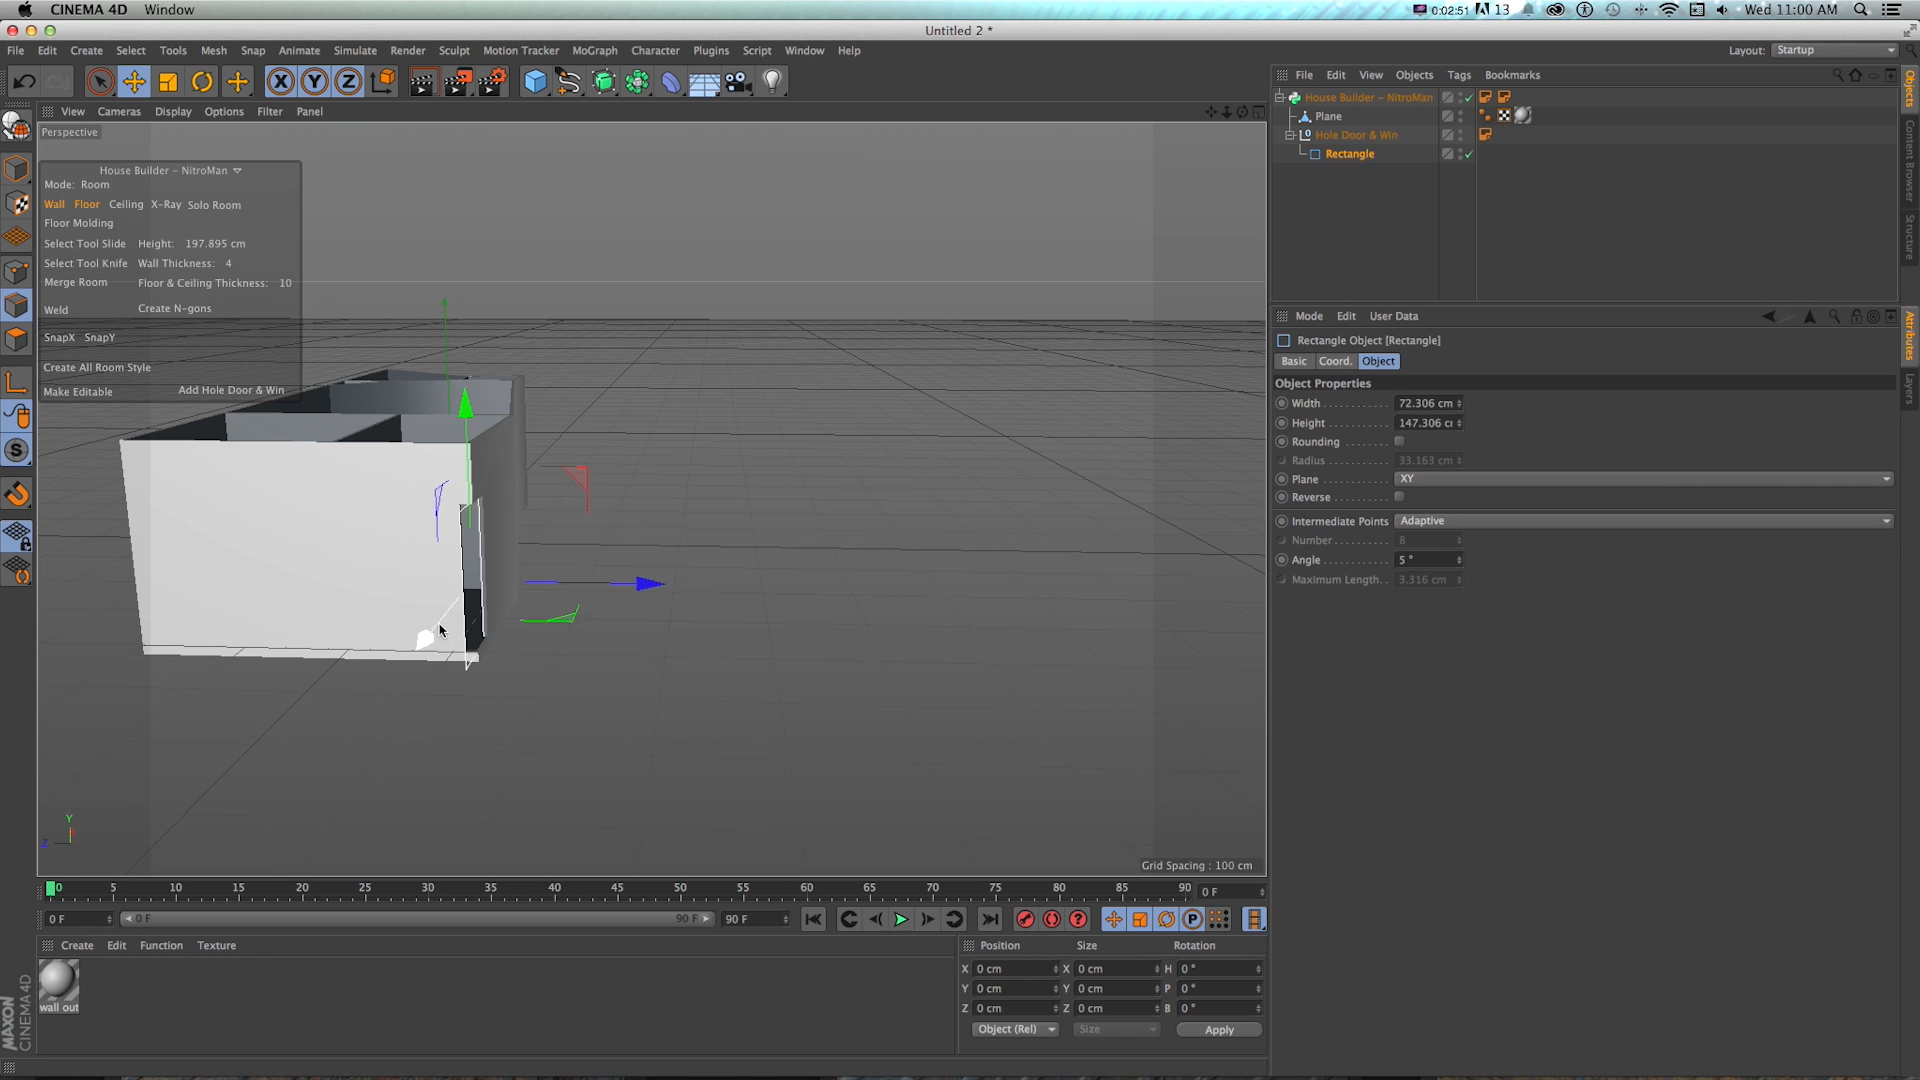 CINEMA 4D Window
0:02:51 13 Wed 11:00 AM
Untitled 2 *
File Edit Create Select Tools Mesh Snap Animate Simulate Render Sculpt Motion Tracker MoGraph Character Plugins Script Window Help
Layout: Startup
View Cameras Display Options Filter Panel
Perspective
House Builder - NitroMan
Mode: Room
Wall Floor Ceiling X-Ray Solo Room
Floor Molding
Select Tool Slide Height: 197.895 cm
Select Tool Knife Wall Thickness: 4
Merge Room Floor & Ceiling Thickness: 10
Weld Create N-gons
SnapX SnapY
Create All Room Style
Make Editable Add Hole Door & Win
Y
Z
Grid Spacing : 100 cm
0 5 10 15 20 25 30 35 40 45 50 55 60 65 70 75 80 85 90 0 F
0 F 0 F 90 F 90 F
Create Edit Function Texture
wall out
MAXON
CINEMA 4D
Position Size Rotation
X 0 cm X 0 cm H 0 °
Y 0 cm Y 0 cm P 0 °
Z 0 cm Z 0 cm B 0 °
Object (Rel) Size Apply
File Edit View Objects Tags Bookmarks
House Builder - NitroMan
Plane
Hole Door & Win
Rectangle
Objects
Content Browser
Structure
Mode Edit User Data
Rectangle Object [Rectangle]
Basic Coord. Object
Object Properties
Width 72.306 cm
Height 147.306 c
Rounding
Radius 33.163 cm
Plane XY
Reverse
Intermediate Points Adaptive
Number 8
Angle 5 °
Maximum Length 3.316 cm
Attributes
Layers